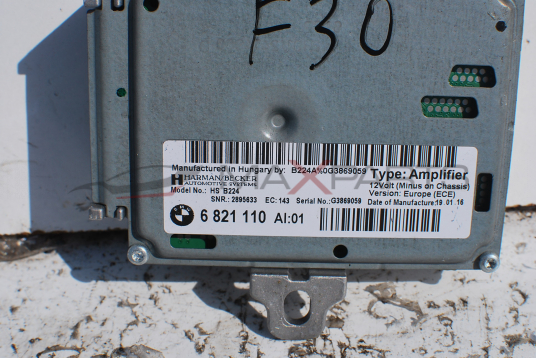 F30
Manufactured in Hungary by: B224A%0G3869059
HARMAN/BECKER
AUTOMOTIVE SYSTEMS
Type: Amplifier
Model No.: HS B224
12Volt (Minus on Chassis)
Version: Europe (ECE)
SNR.: 2895633 EC: 143 Serial No.:G3869059
Date of Manufacture:19.01.16
6 821 110 AI:01